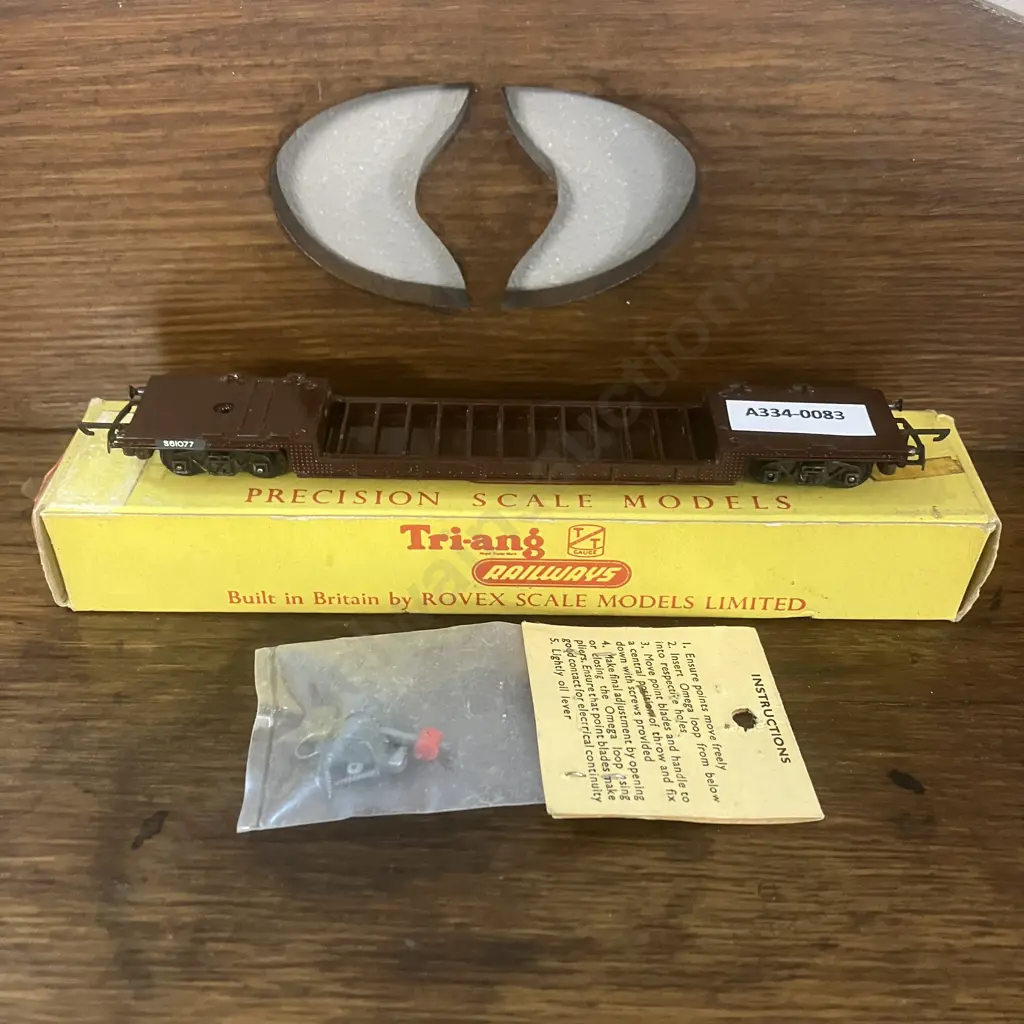 A334-0083
S61077
PRECISION SCALE MODELS
Tri-ang
T/T
GAUGE
RAILWAYS
Built in Britain by ROVEX SCALE MODELS LIMITED
INSTRUCTIONS
1. Ensure points move freely
2. Insert Omega loop from below
into respective holes.
3. Move point blades and handle to
a central position of throw and fix
down with screws provided
4. Make final adjustment by opening
or closing the Omega loop using
pliers. Ensure that point blades make
good contact for electrical continuity
5. Lightly oil lever